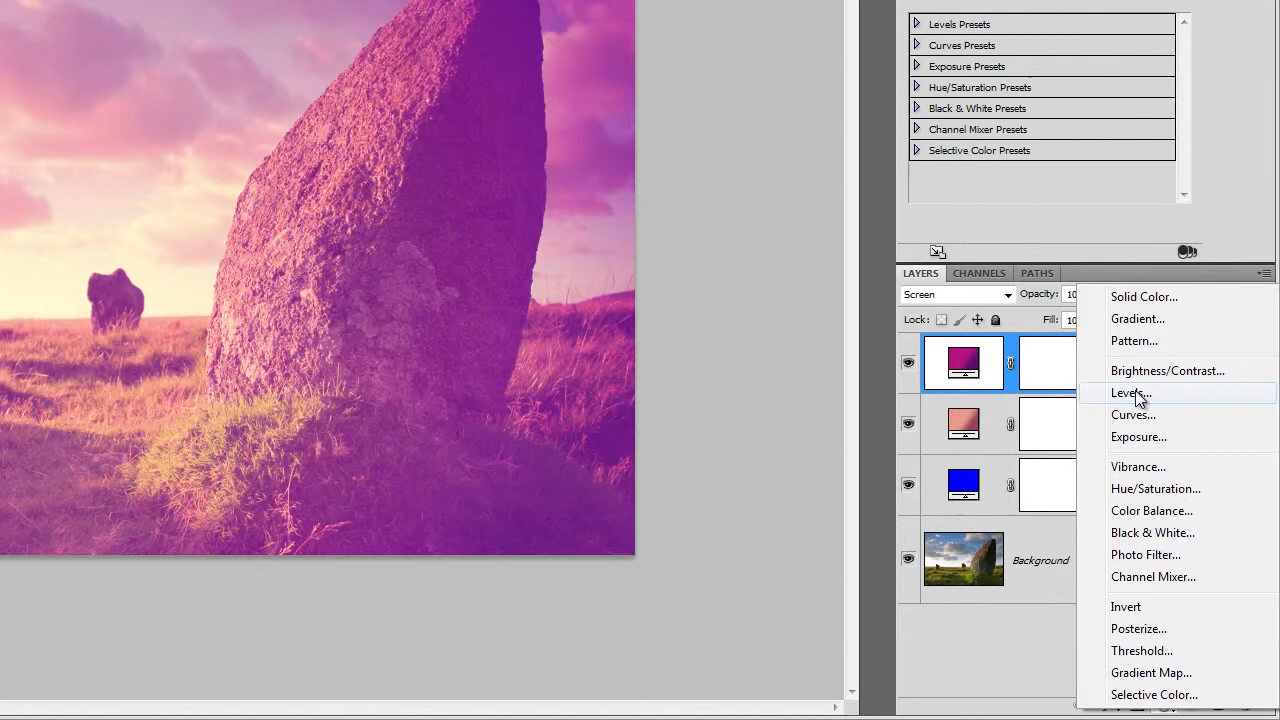 Levels Presets
Curves Presets
Exposure Presets
Hue/Saturation Presets
Black & White Presets
Channel Mixer Presets
Selective Color Presets
LAYERS CHANNELS PATHS
Screen Opacity: 10
Lock: Fill: 10
Background
Solid Color...
Gradient...
Pattern...
Brightness/Contrast...
Levels...
Curves...
Exposure...
Vibrance...
Hue/Saturation...
Color Balance...
Black & White...
Photo Filter...
Channel Mixer...
Invert
Posterize...
Threshold...
Gradient Map...
Selective Color...